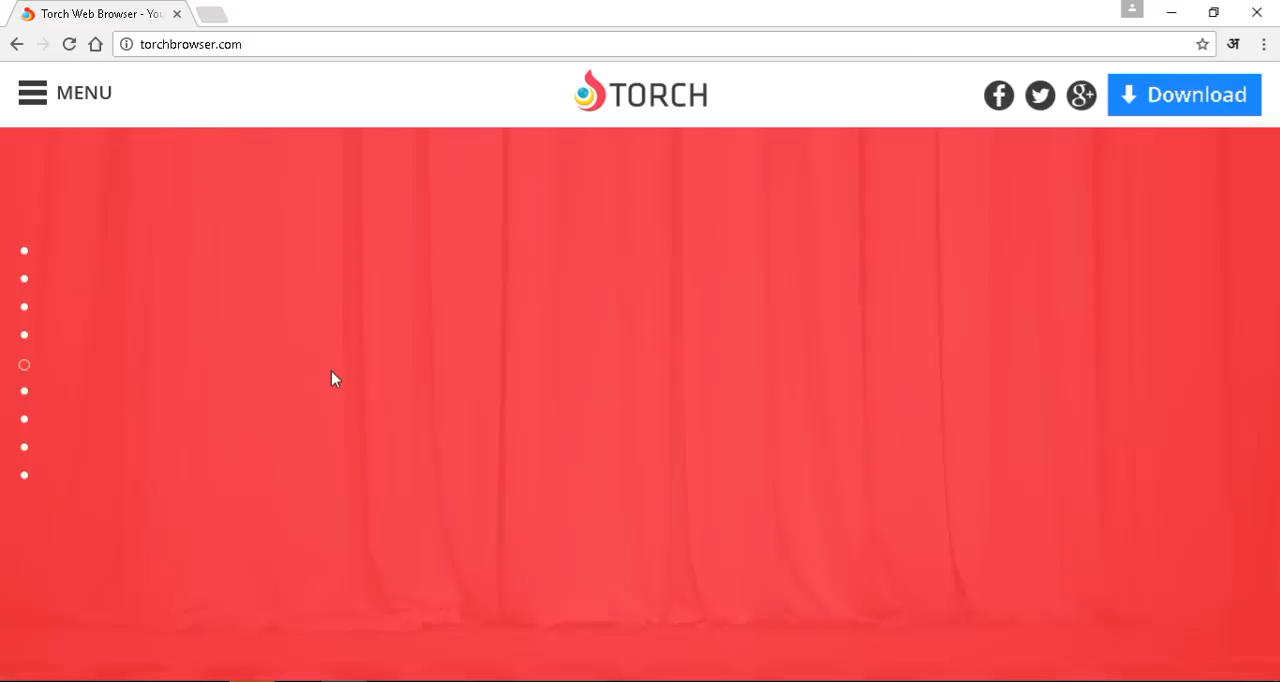 Torch Web Browser - You
torchbrowser.com
अ
MENU
TORCH
Download